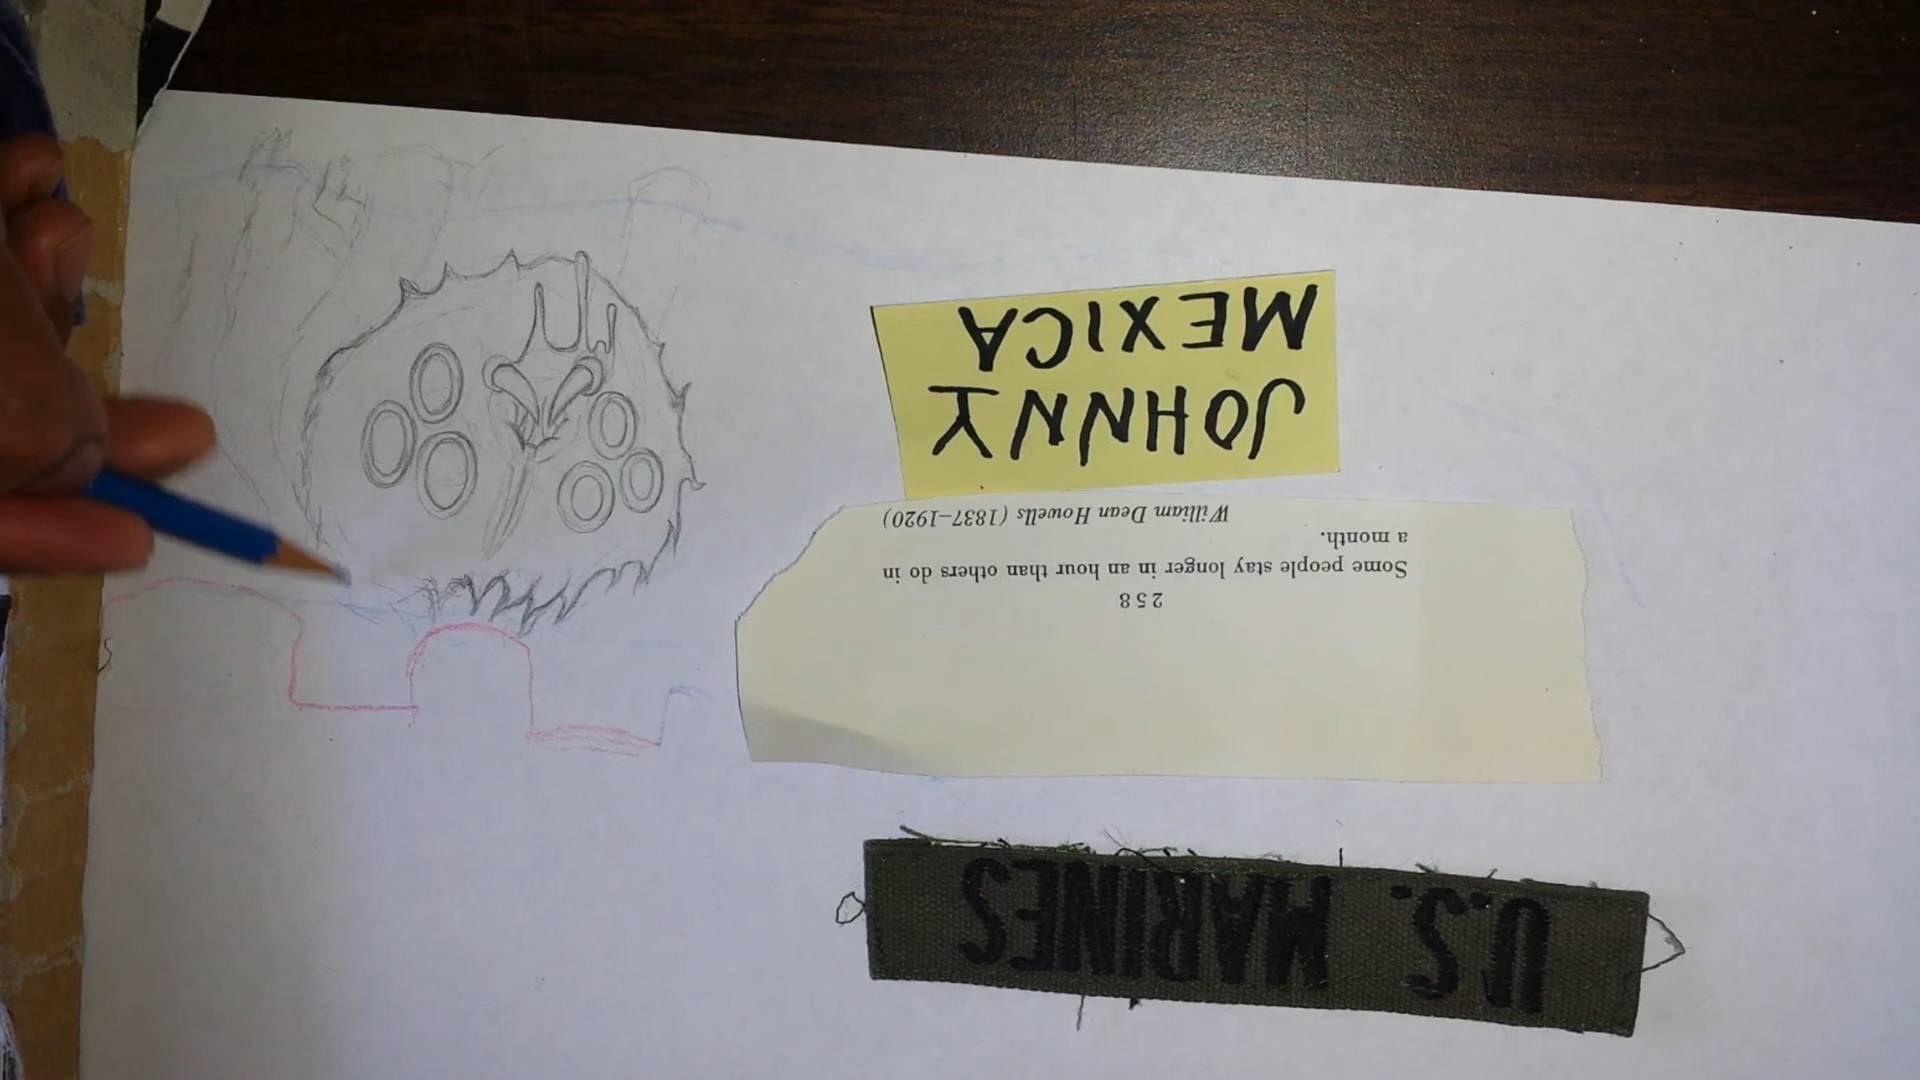 U.S. MARINES
258
Some people stay longer in an hour than others do in
a month.
William Dean Howells (1837–1920)
JOHNNY
MEXICA